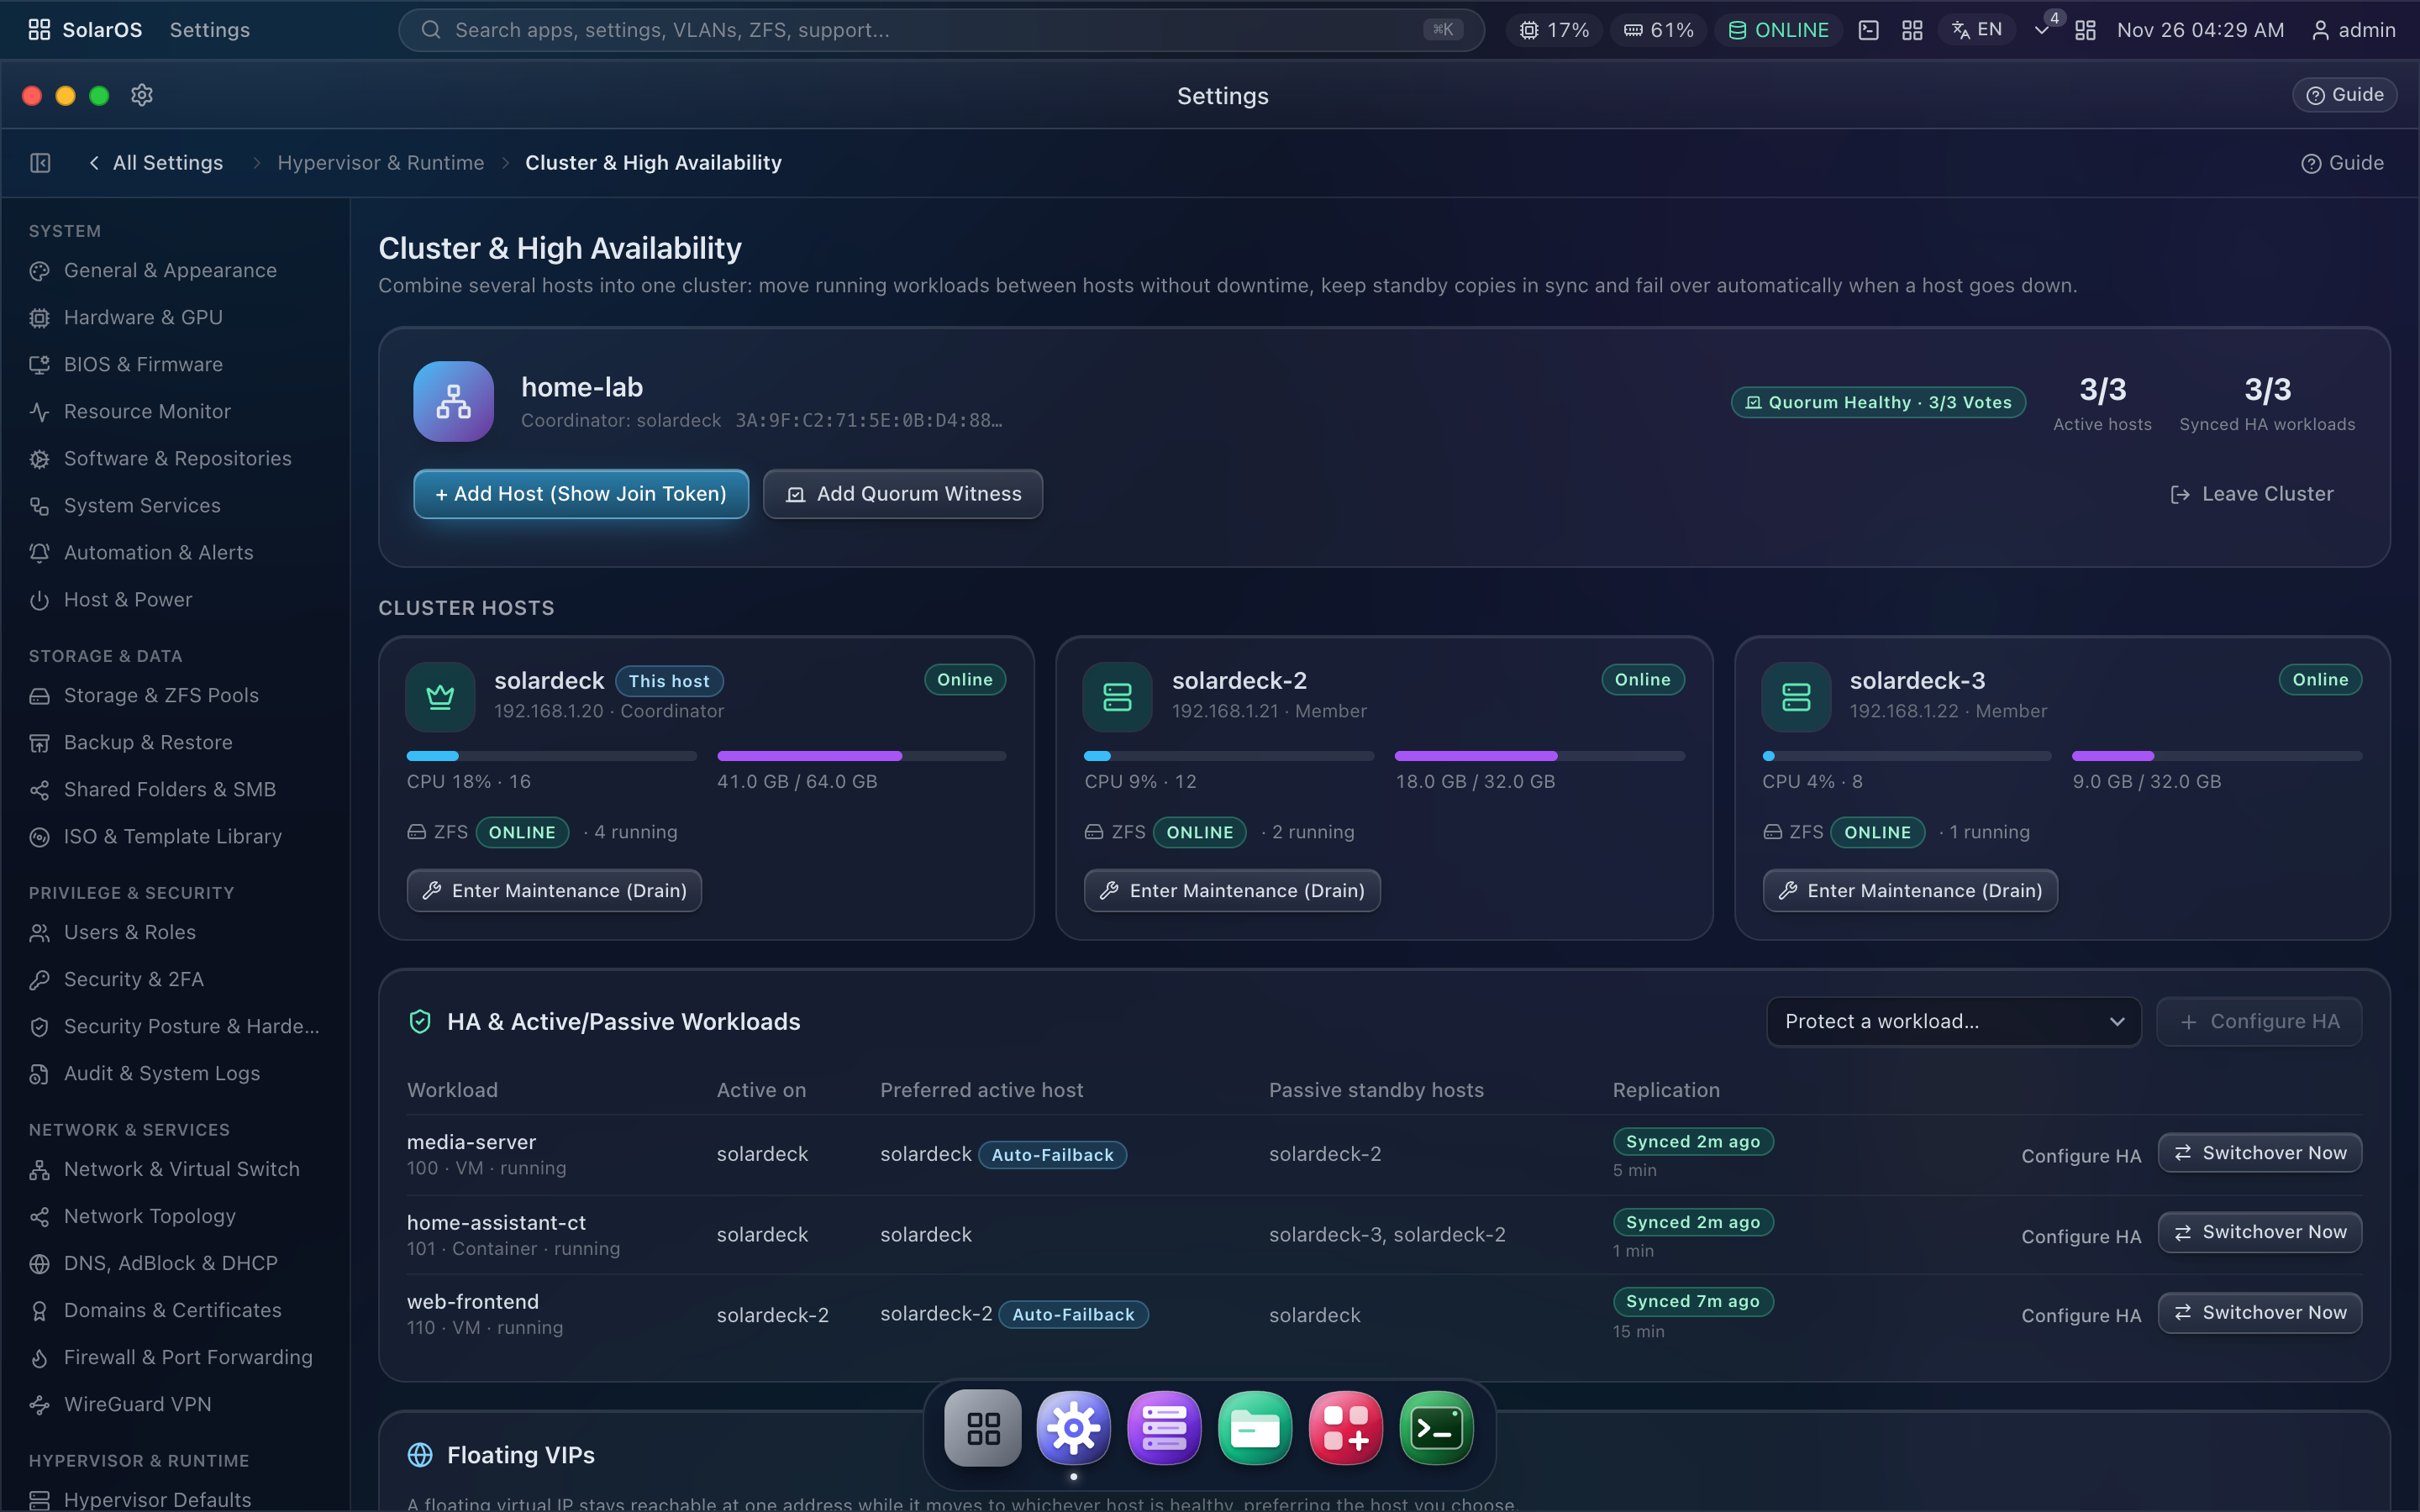 SolarOS
Settings
Search apps, settings, VLANs, ZFS, support...
⌘K
17%
61%
ONLINE
EN
4
Nov 26 04:29 AM
admin
Settings
Guide
All Settings
Hypervisor & Runtime
Cluster & High Availability
Guide
SYSTEM
General & Appearance
Hardware & GPU
BIOS & Firmware
Resource Monitor
Software & Repositories
System Services
Automation & Alerts
Host & Power
STORAGE & DATA
Storage & ZFS Pools
Backup & Restore
Shared Folders & SMB
ISO & Template Library
PRIVILEGE & SECURITY
Users & Roles
Security & 2FA
Security Posture & Harde...
Audit & System Logs
NETWORK & SERVICES
Network & Virtual Switch
Network Topology
DNS, AdBlock & DHCP
Domains & Certificates
Firewall & Port Forwarding
WireGuard VPN
HYPERVISOR & RUNTIME
Hypervisor Defaults
Cluster & High Availability
Combine several hosts into one cluster: move running workloads between hosts without downtime, keep standby copies in sync and fail over automatically when a host goes down.
home-lab
Coordinator: solardeck 3A:9F:C2:71:5E:0B:D4:88…
Quorum Healthy · 3/3 Votes
3/3
Active hosts
3/3
Synced HA workloads
+ Add Host (Show Join Token)
Add Quorum Witness
Leave Cluster
CLUSTER HOSTS
solardeck
This host
Online
192.168.1.20 · Coordinator
CPU 18% · 16
41.0 GB / 64.0 GB
ZFS ONLINE · 4 running
Enter Maintenance (Drain)
solardeck-2
Online
192.168.1.21 · Member
CPU 9% · 12
18.0 GB / 32.0 GB
ZFS ONLINE · 2 running
Enter Maintenance (Drain)
solardeck-3
Online
192.168.1.22 · Member
CPU 4% · 8
9.0 GB / 32.0 GB
ZFS ONLINE · 1 running
Enter Maintenance (Drain)
HA & Active/Passive Workloads
Protect a workload...
+ Configure HA
Workload
Active on
Preferred active host
Passive standby hosts
Replication
media-server
100 · VM · running
solardeck
solardeck Auto-Failback
solardeck-2
Synced 2m ago
5 min
Configure HA
Switchover Now
home-assistant-ct
101 · Container · running
solardeck
solardeck
solardeck-3, solardeck-2
Synced 2m ago
1 min
Configure HA
Switchover Now
web-frontend
110 · VM · running
solardeck-2
solardeck-2 Auto-Failback
solardeck
Synced 7m ago
15 min
Configure HA
Switchover Now
Floating VIPs
A floating virtual IP stays reachable at one address while it moves to whichever host is healthy, preferring the host you choose.